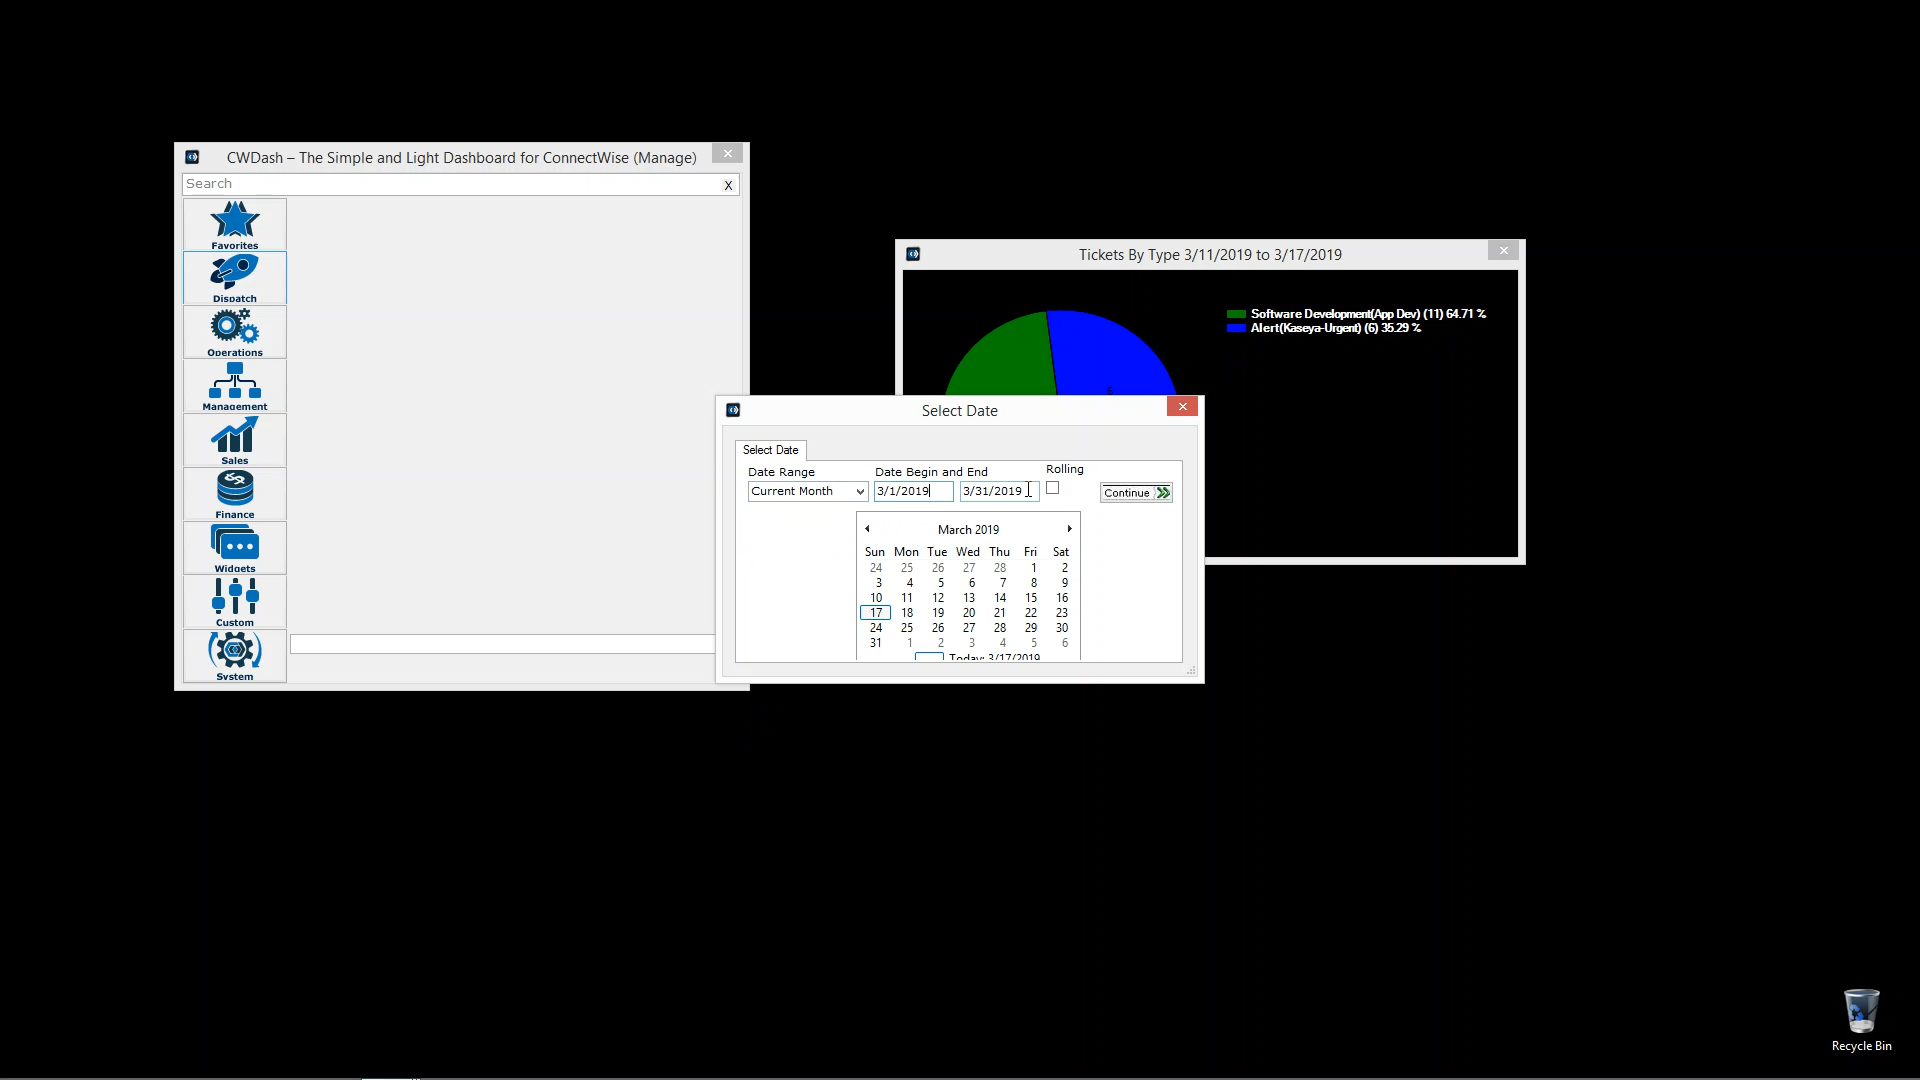 CWDash – The Simple and Light Dashboard for ConnectWise (Manage)
Search
X
Favorites
Dispatch
Operations
Management
Sales
Finance
Widgets
Custom
System
Tickets By Type 3/11/2019 to 3/17/2019
Software Development(App Dev) (11) 64.71 %
Alert(Kaseya-Urgent) (6) 35.29 %
6
Select Date
Select Date
Date Range Date Begin and End Rolling
Current Month 3/1/2019 3/31/2019 Continue
March 2019
Sun Mon Tue Wed Thu Fri Sat
24 25 26 27 28 1 2
3 4 5 6 7 8 9
10 11 12 13 14 15 16
17 18 19 20 21 22 23
24 25 26 27 28 29 30
31 1 2 3 4 5 6
Today: 3/17/2019
Recycle Bin